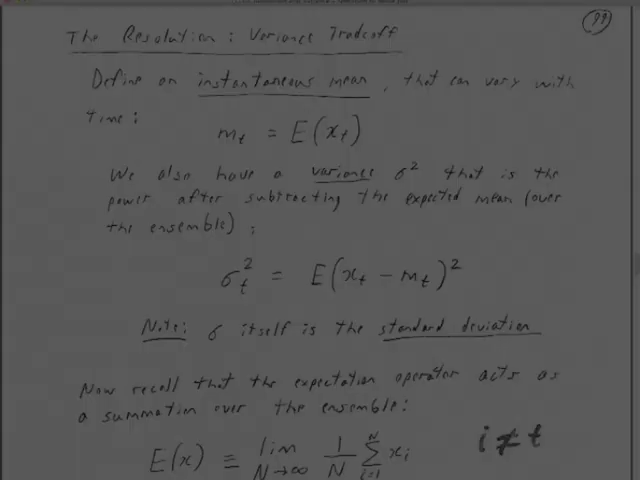 99
The Resolution : Variance Tradeoff
Define an instantaneous mean, that can vary with
time:
m_t = E(x_t)
We also have a variance σ² that is the
power after subtracting the expected mean (over
the ensemble):
σ_t² = E(x_t - m_t)²
Note: σ itself is the standard deviation
Now recall that the expectation operator acts as
a summation over the ensemble:
E(x) ≡ lim N→∞ 1/N Σ_{i=1}^{N} x_i i ≠ t